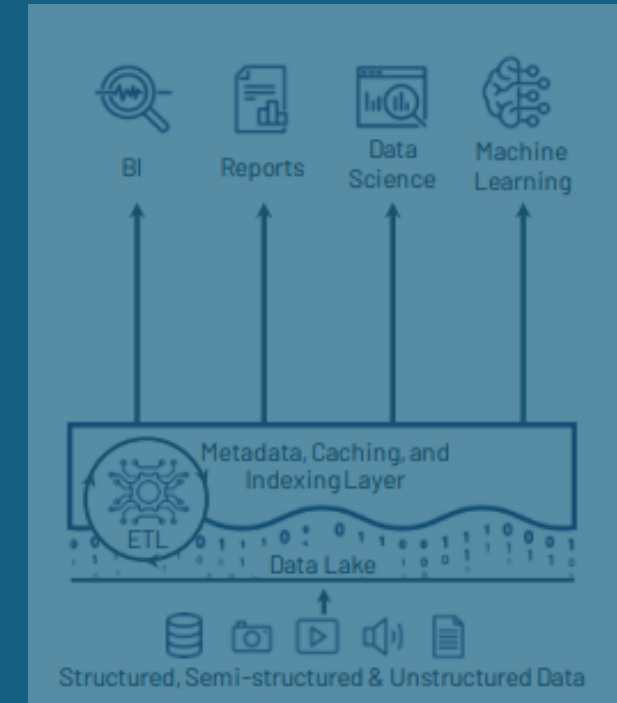 BI
Reports
Data
Science
Machine
Learning
Metadata, Caching, and
Indexing Layer
ETL
Data Lake
Structured, Semi-structured & Unstructured Data